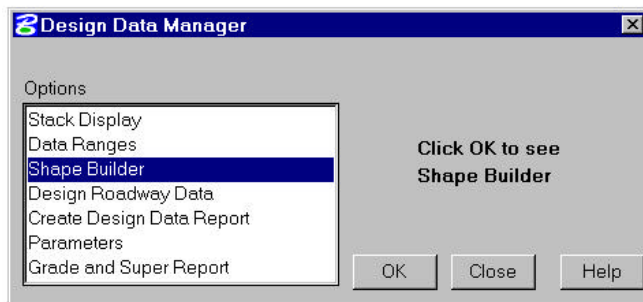 Design Data Manager
Options
Stack Display
Data Ranges
Shape Builder
Design Roadway Data
Create Design Data Report
Parameters
Grade and Super Report
Click OK to see
Shape Builder
OK
Close
Help